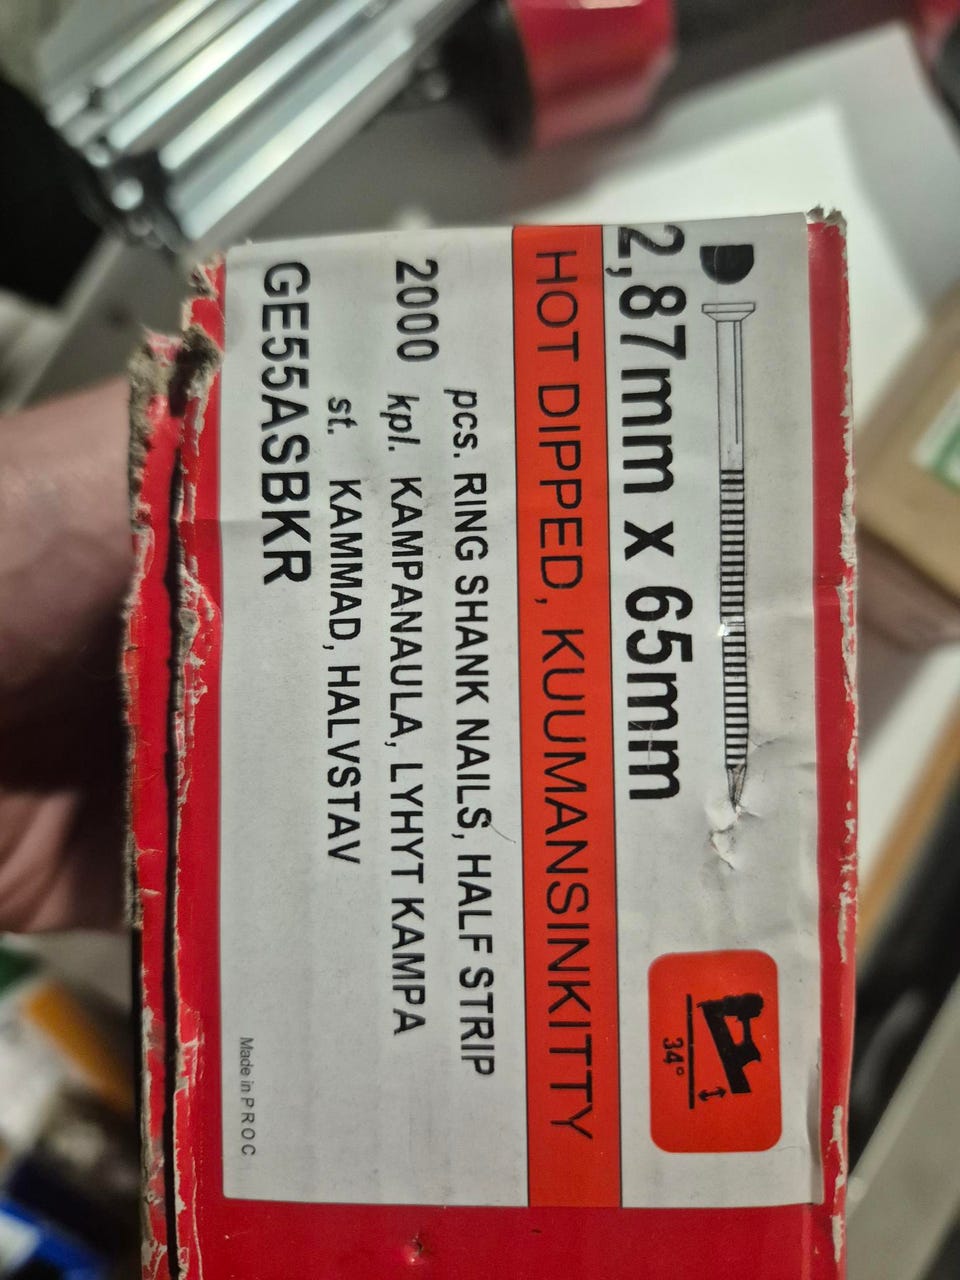 2,87mm x 65mm
34°
HOT DIPPED, KUUMANSINKITTY
pcs. RING SHANK NAILS, HALF STRIP
2000 kpl. KAMPANAULA, LYHYT KAMPA
st. KAMMAD, HALVSTAV
GE55ASBKR
Made in P R O C